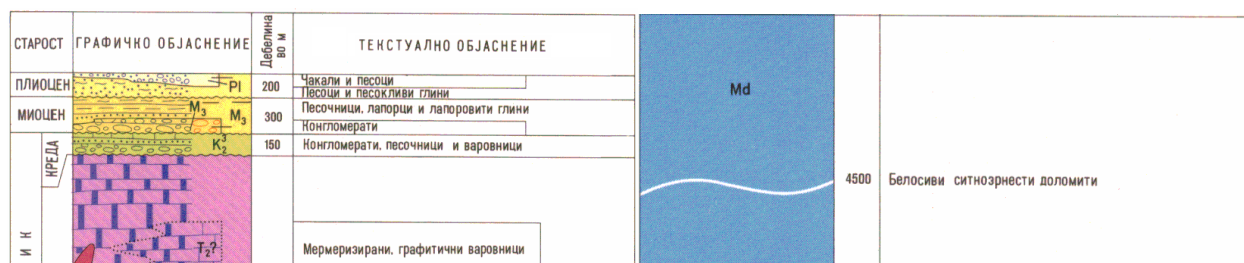 СТАРОСТ ГРАФИЧКО ОБЈАСНЕНИЕ Дебелина во м ТЕКСТУАЛНО ОБЈАСНЕНИЕ
ПЛИОЦЕН Pl 200 Чакали и песоци
Песоци и песокливи глини
МИОЦЕН M₃ M₃ 300 Песочници, лапорци и лапоровити глини
Конгломерати
КРЕДА K₂³ 150 Конгломерати, песочници и варовници
И К T₂? Мермеризирани, графитични варовници
Md
4500 Белосиви ситнозрнести доломити